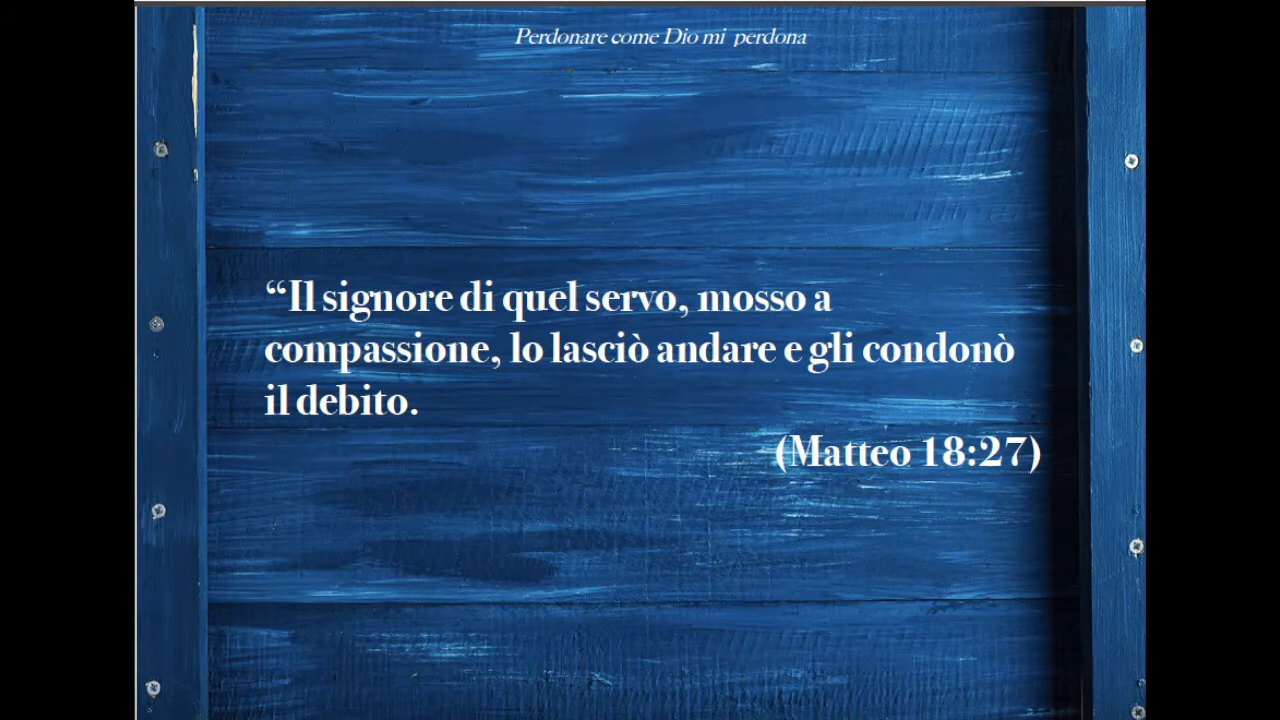 Perdonare come Dio mi perdona
“Il signore di quel servo, mosso a
compassione, lo lasciò andare e gli condonò
il debito.
(Matteo 18:27)